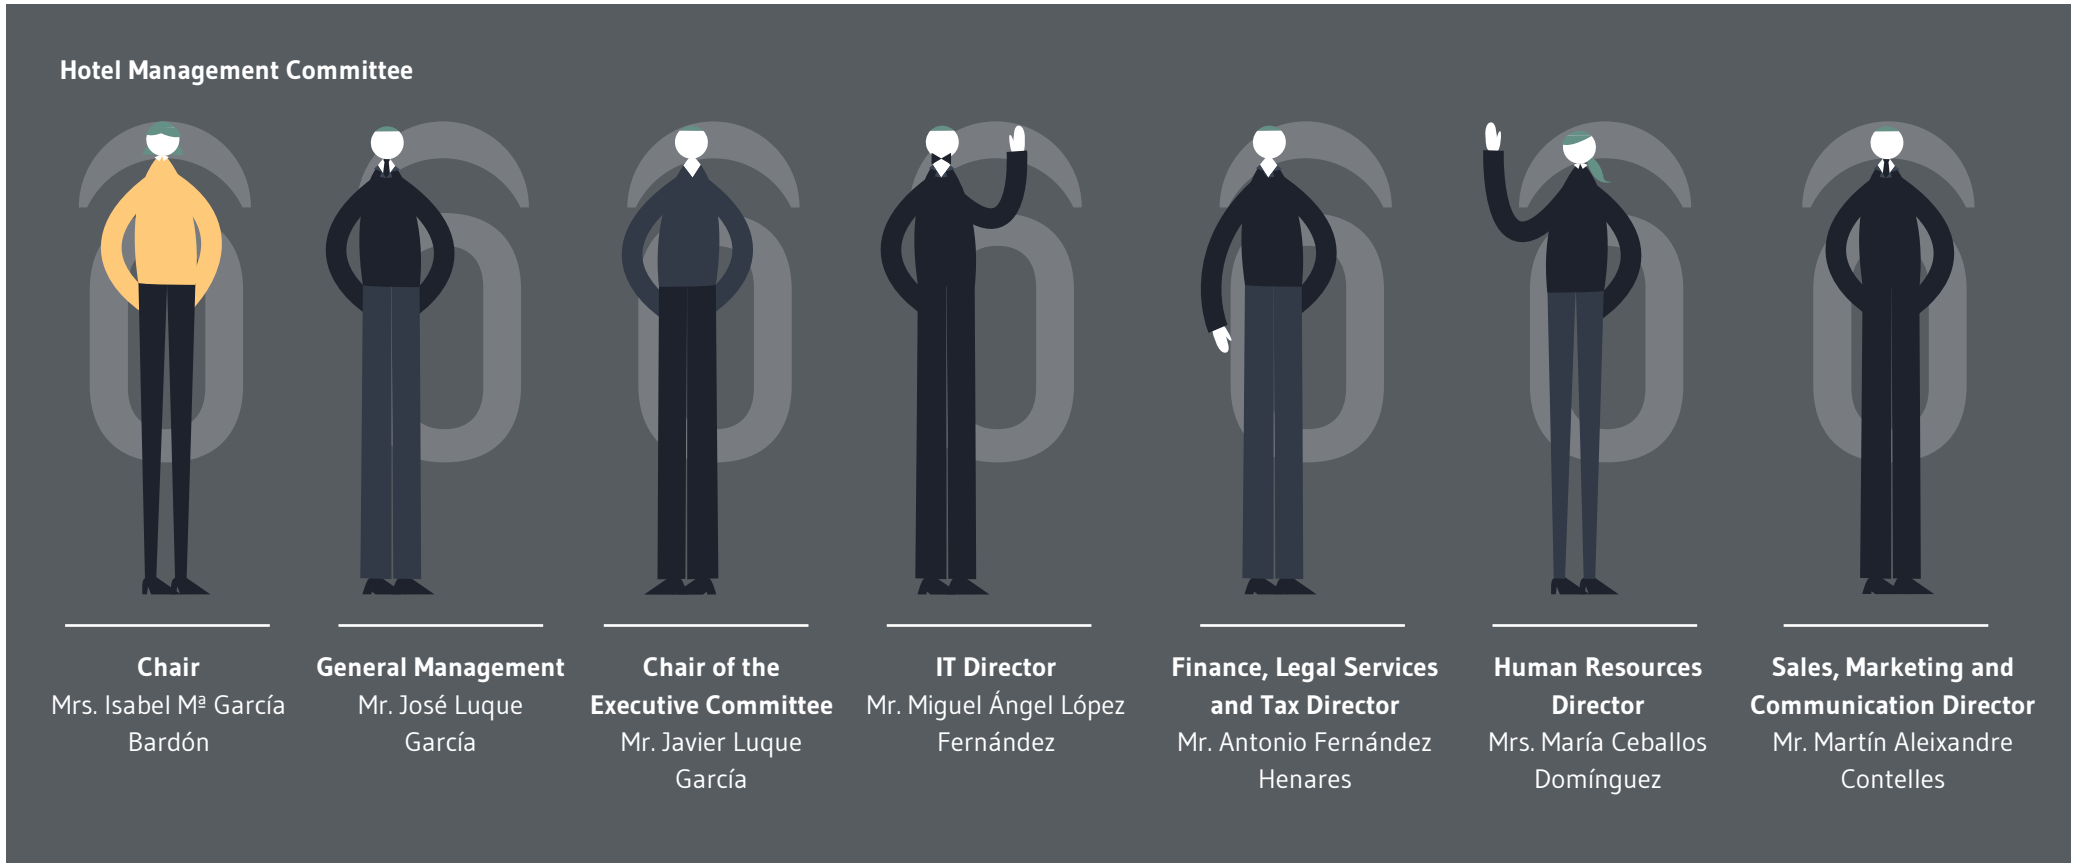 Hotel Management Committee
Chair
Mrs. Isabel Mª García
Bardón
General Management
Mr. José Luque
García
Chair of the
Executive Committee
Mr. Javier Luque
García
IT Director
Mr. Miguel Ángel López
Fernández
Finance, Legal Services
and Tax Director
Mr. Antonio Fernández
Henares
Human Resources
Director
Mrs. María Ceballos
Domínguez
Sales, Marketing and
Communication Director
Mr. Martín Aleixandre
Contelles